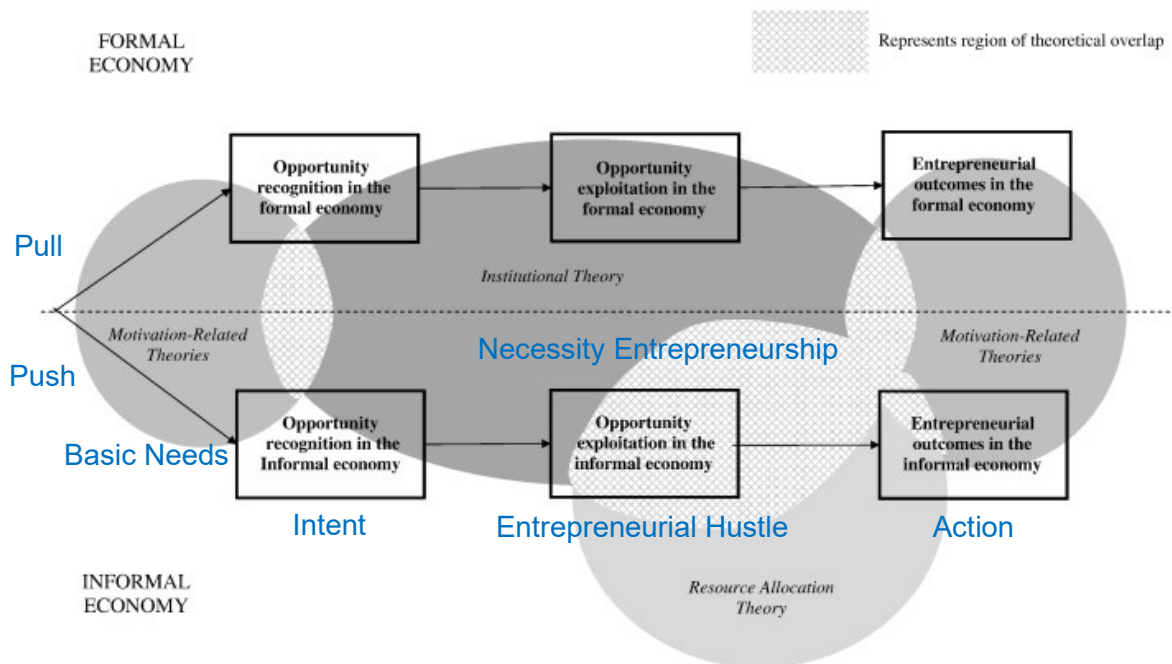 FORMAL
ECONOMY
Represents region of theoretical overlap
Opportunity
recognition in the
formal economy
Opportunity
exploitation in the
formal economy
Entrepreneurial
outcomes in the
formal economy
Pull
Institutional Theory
Motivation-Related
Theories
Motivation-Related
Theories
Necessity Entrepreneurship
Push
Basic Needs
Opportunity
recognition in the
Informal economy
Opportunity
exploitation in the
informal economy
Entrepreneurial
outcomes in the
informal economy
Intent
Entrepreneurial Hustle
Action
INFORMAL
ECONOMY
Resource Allocation
Theory